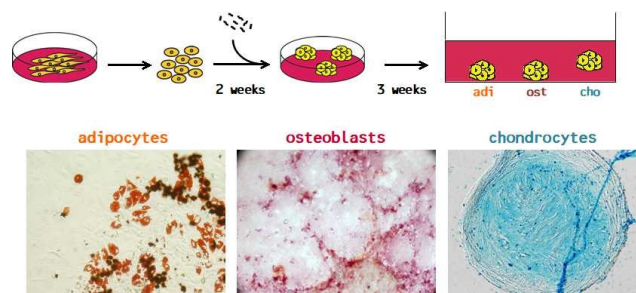 2 weeks
3 weeks
adi ost cho
adipocytes
osteoblasts
chondrocytes